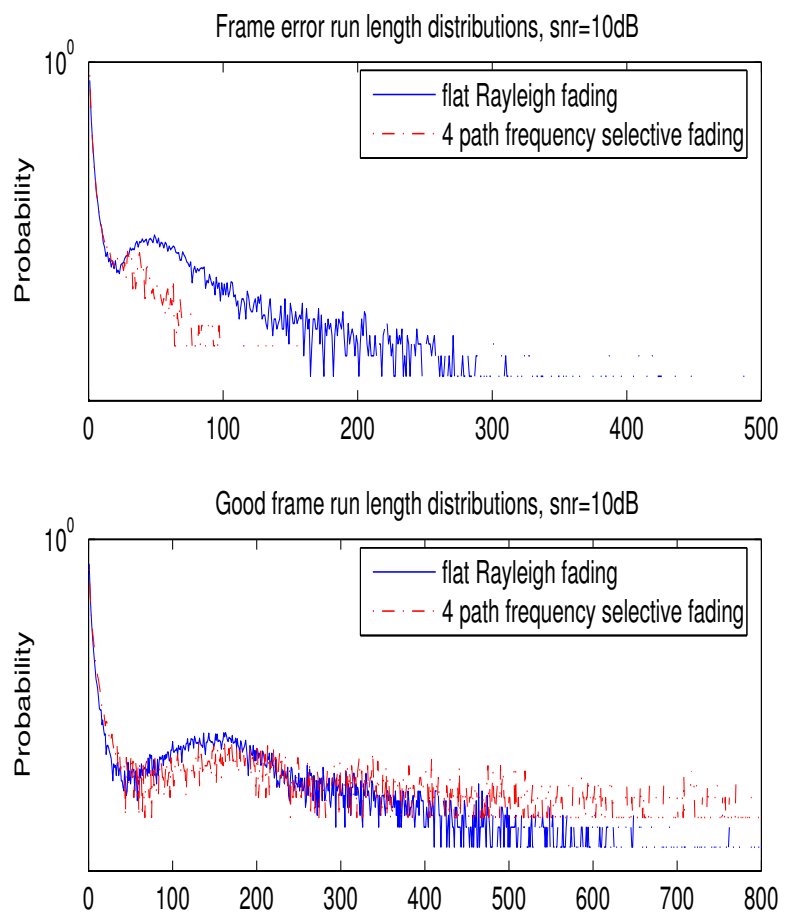 Frame error run length distributions, snr=10dB
10^0
flat Rayleigh fading
4 path frequency selective fading
Probability
0 100 200 300 400 500
Good frame run length distributions, snr=10dB
10^0
flat Rayleigh fading
4 path frequency selective fading
Probability
0 100 200 300 400 500 600 700 800